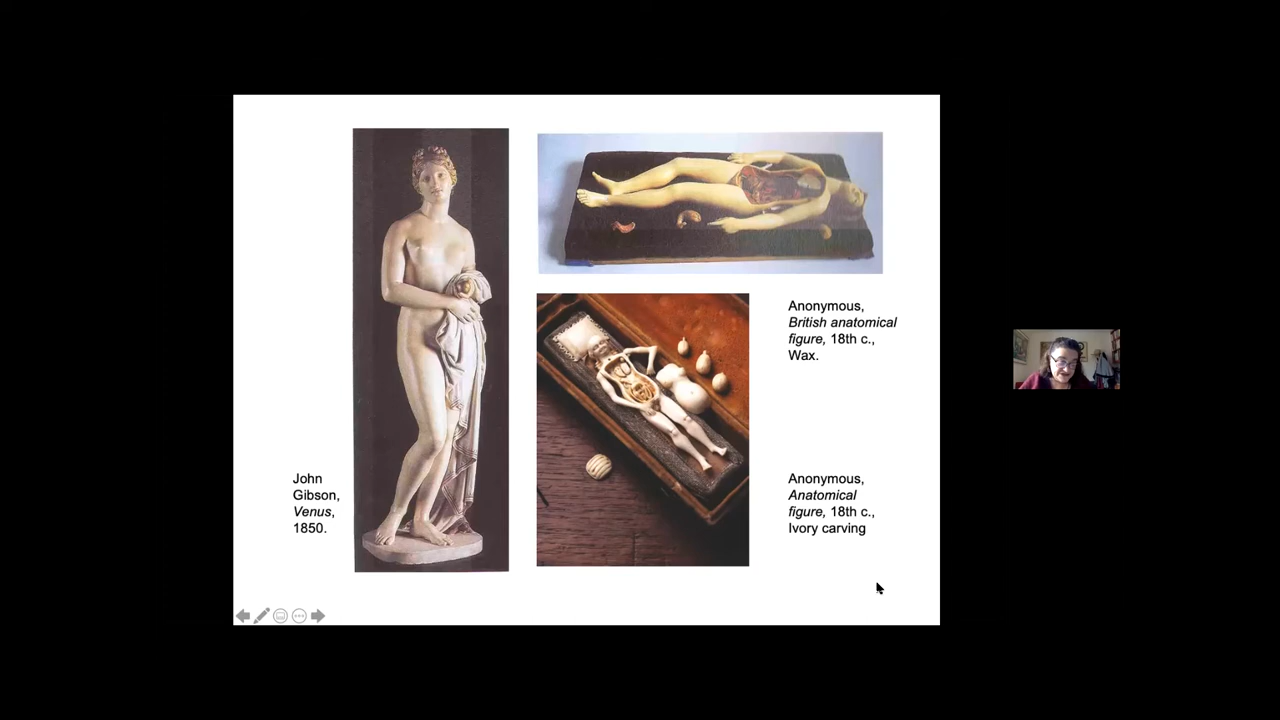 Anonymous,
British anatomical
figure, 18th c.,
Wax.
John
Gibson,
Venus,
1850.
Anonymous,
Anatomical
figure, 18th c.,
Ivory carving